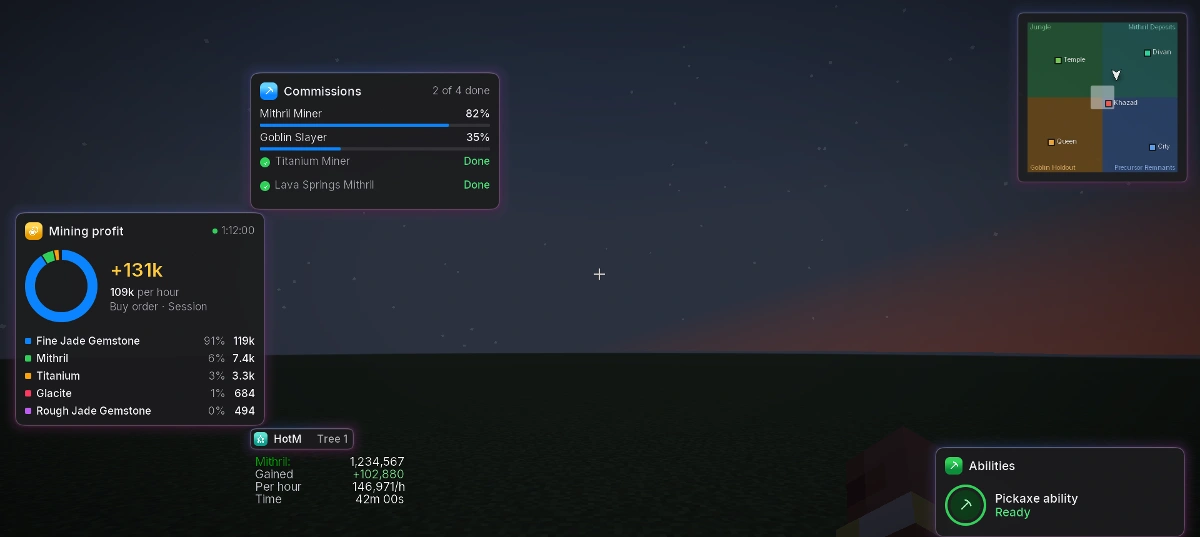 Commissions 2 of 4 done
Mithril Miner 82%
Goblin Slayer 35%
Titanium Miner Done
Lava Springs Mithril Done
Mining profit 1:12:00
+131k
109k per hour
Buy order · Session
Fine Jade Gemstone 91% 119k
Mithril 6% 7.4k
Titanium 3% 3.3k
Glacite 1% 684
Rough Jade Gemstone 0% 494
HotM Tree 1
Mithril: 1,234,567
Gained +102,880
Per hour 146,971/h
Time 42m 00s
Jungle Mithril Deposits
Divan
Temple
Khazad
Queen
City
Goblin Holdout Precursor Remnants
Abilities
Pickaxe ability
Ready